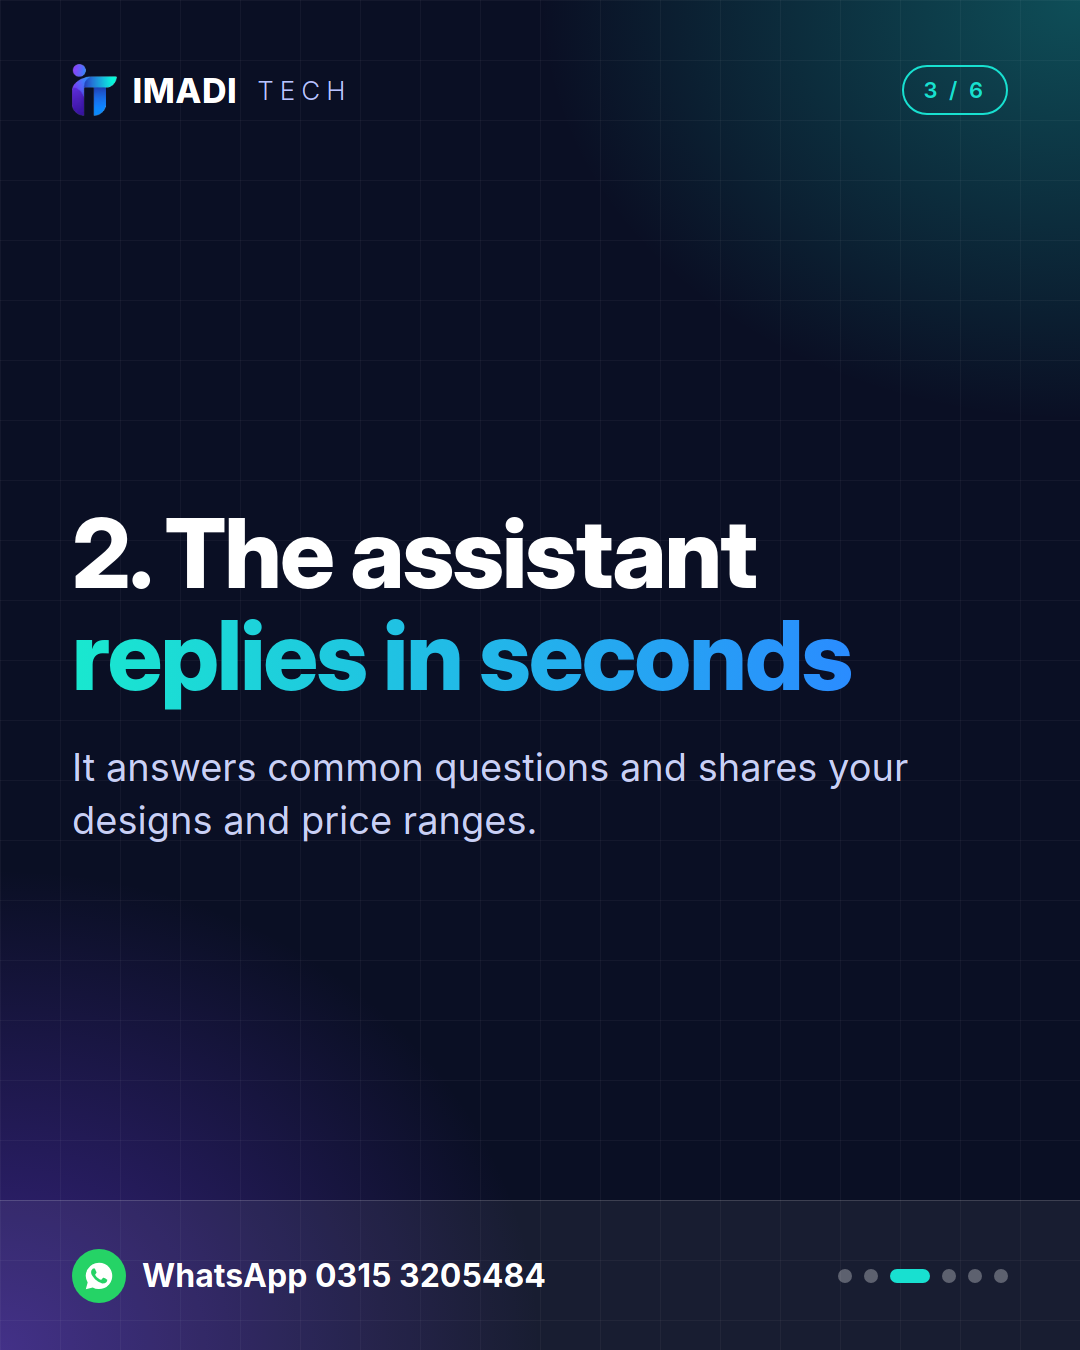 IMADI TECH
3 / 6
2. The assistant
replies in seconds
It answers common questions and shares your
designs and price ranges.
WhatsApp 0315 3205484